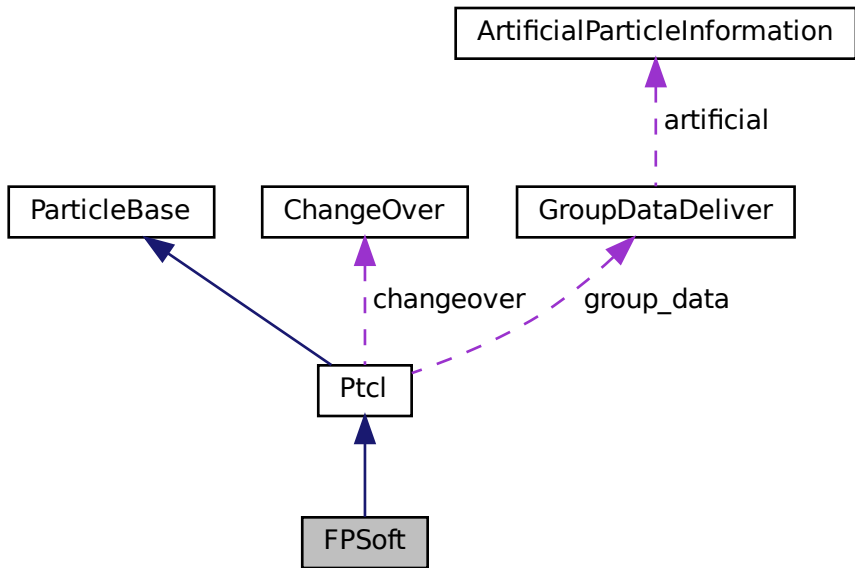 ArtificialParticleInformation
artificial
ParticleBase
ChangeOver
GroupDataDeliver
changeover
group_data
Ptcl
FPSoft